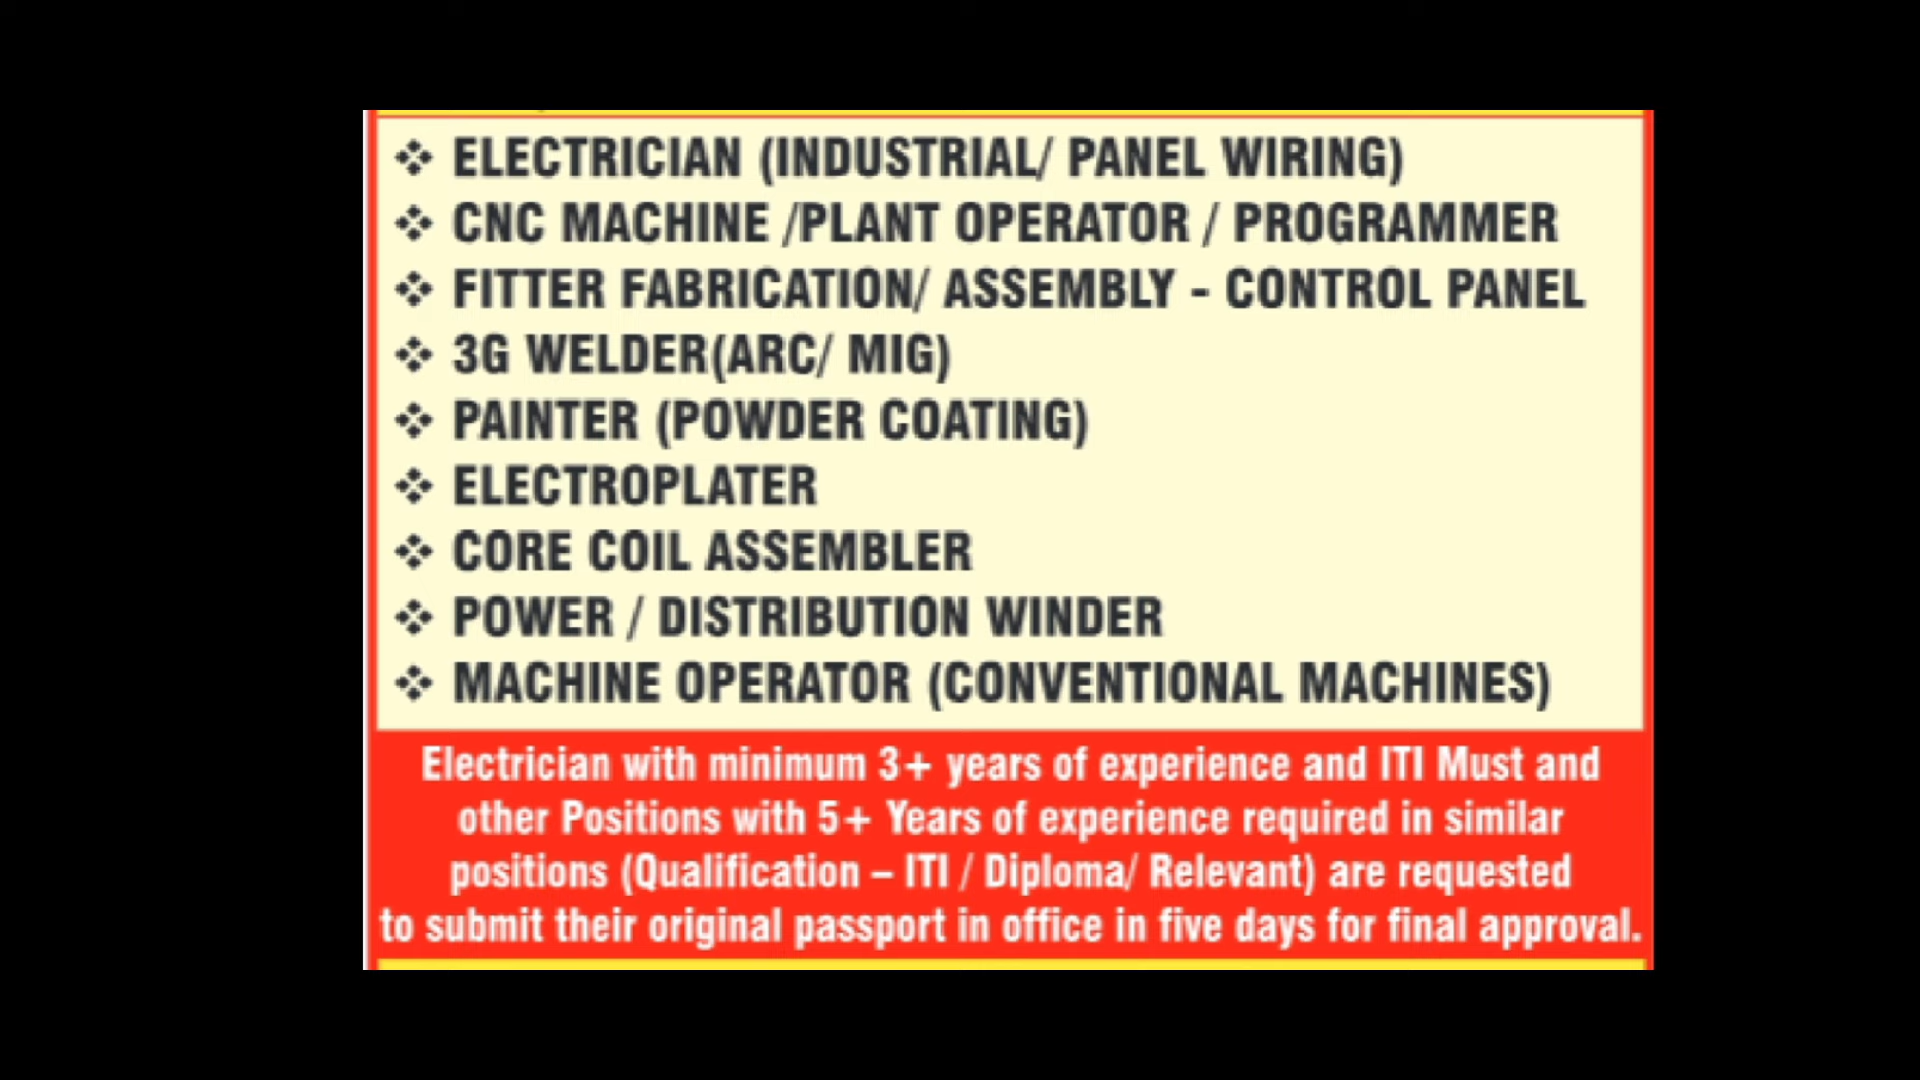 ❖ ELECTRICIAN (INDUSTRIAL/ PANEL WIRING)
❖ CNC MACHINE /PLANT OPERATOR / PROGRAMMER
❖ FITTER FABRICATION/ ASSEMBLY - CONTROL PANEL
❖ 3G WELDER(ARC/ MIG)
❖ PAINTER (POWDER COATING)
❖ ELECTROPLATER
❖ CORE COIL ASSEMBLER
❖ POWER / DISTRIBUTION WINDER
❖ MACHINE OPERATOR (CONVENTIONAL MACHINES)
Electrician with minimum 3+ years of experience and ITI Must and
other Positions with 5+ Years of experience required in similar
positions (Qualification – ITI / Diploma/ Relevant) are requested
to submit their original passport in office in five days for final approval.